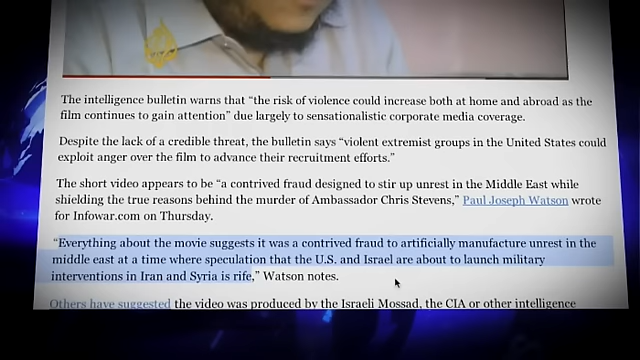 The intelligence bulletin warns that “the risk of violence could increase both at home and abroad as the
film continues to gain attention” due largely to sensationalistic corporate media coverage.
Despite the lack of a credible threat, the bulletin says “violent extremist groups in the United States could
exploit anger over the film to advance their recruitment efforts.”
The short video appears to be “a contrived fraud designed to stir up unrest in the Middle East while
shielding the true reasons behind the murder of Ambassador Chris Stevens,” Paul Joseph Watson wrote
for Infowar.com on Thursday.
“Everything about the movie suggests it was a contrived fraud to artificially manufacture unrest in the
middle east at a time where speculation that the U.S. and Israel are about to launch military
interventions in Iran and Syria is rife,” Watson notes.
Others have suggested the video was produced by the Israeli Mossad, the CIA or other intelligence